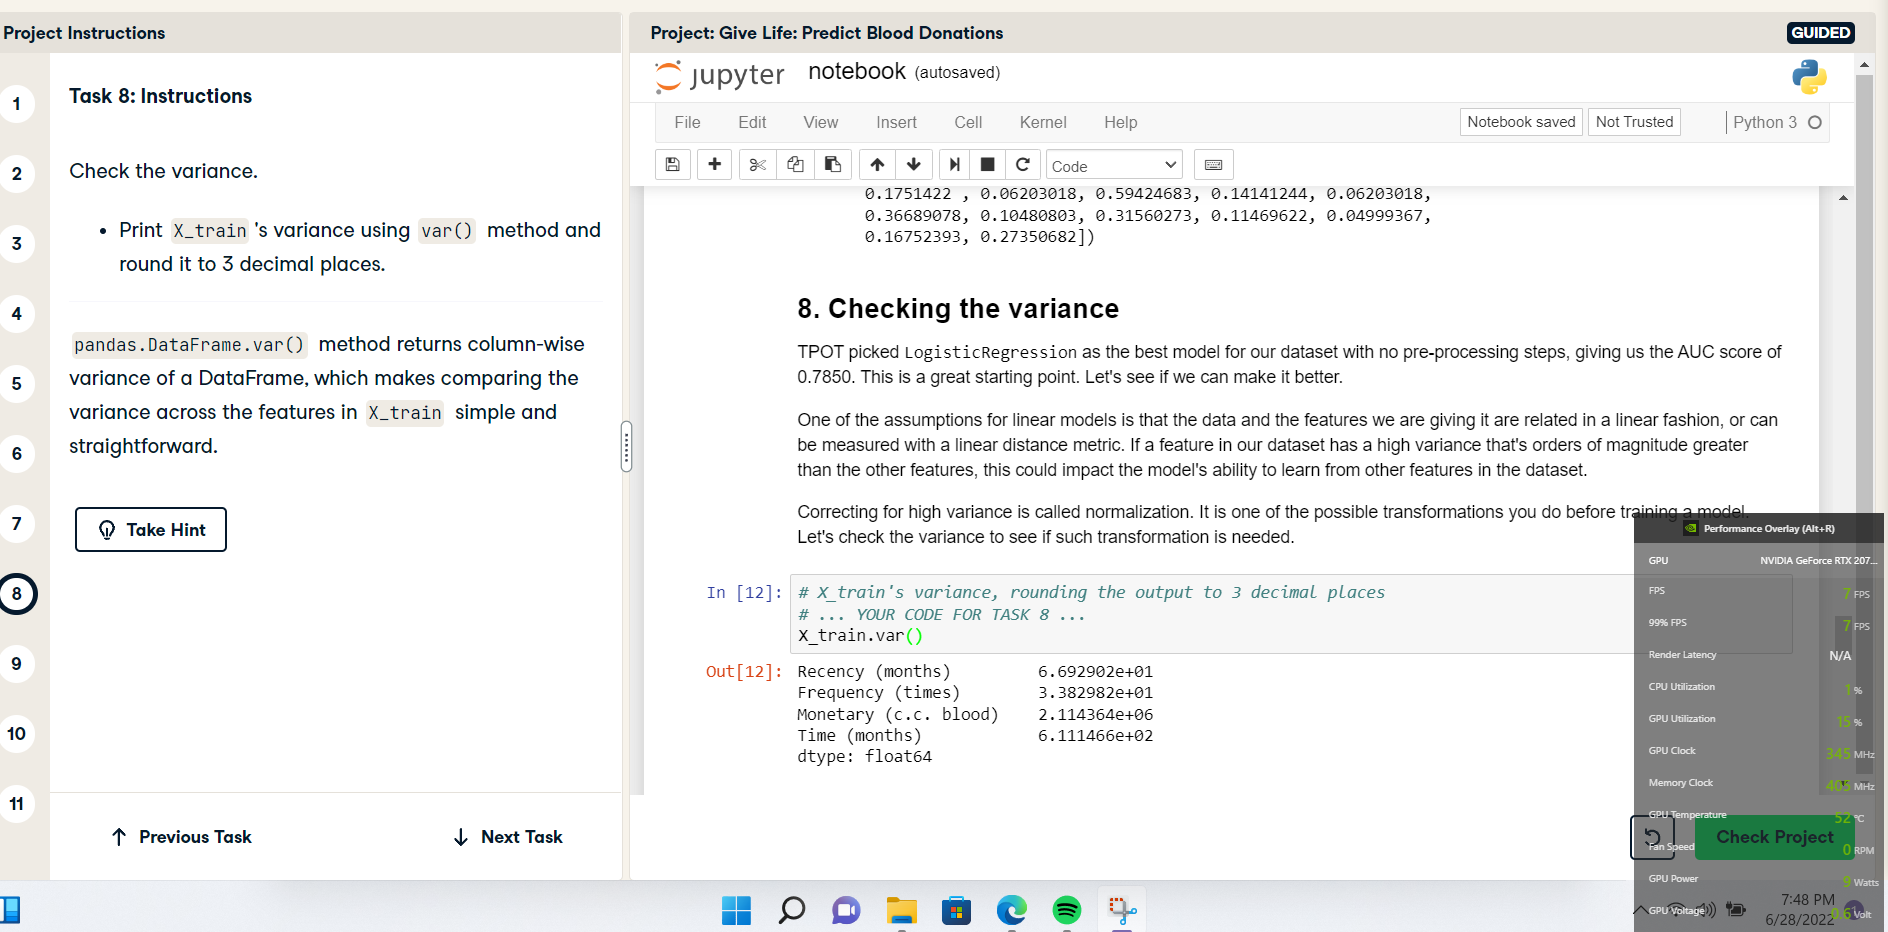 Project Instructions
1
2
3
4
5
6
7
8
9
10
11
Task 8: Instructions
Check the variance.
• Print X_train 's variance using var() method and
round it to 3 decimal places.
pandas.DataFrame.var() method returns column-wise
variance of a DataFrame, which makes comparing the
variance across the features in X_train simple and
straightforward.
Take Hint
Previous Task
Next Task
Project: Give Life: Predict Blood Donations
GUIDED
jupyter notebook (autosaved)
File Edit View Insert Cell Kernel Help
Notebook saved Not Trusted Python 3
Code
0.1751422 , 0.06203018, 0.59424683, 0.14141244, 0.06203018,
0.36689078, 0.10480803, 0.31560273, 0.11469622, 0.04999367,
0.16752393, 0.27350682])
8. Checking the variance
TPOT picked LogisticRegression as the best model for our dataset with no pre-processing steps, giving us the AUC score of
0.7850. This is a great starting point. Let's see if we can make it better.
One of the assumptions for linear models is that the data and the features we are giving it are related in a linear fashion, or can
be measured with a linear distance metric. If a feature in our dataset has a high variance that's orders of magnitude greater
than the other features, this could impact the model's ability to learn from other features in the dataset.
Correcting for high variance is called normalization. It is one of the possible transformations you do before training a model.
Let's check the variance to see if such transformation is needed.
In [12]: # X_train's variance, rounding the output to 3 decimal places
# ... YOUR CODE FOR TASK 8 ...
X_train.var()
Out[12]: Recency (months) 6.692902e+01
Frequency (times) 3.382982e+01
Monetary (c.c. blood) 2.114364e+06
Time (months) 6.111466e+02
dtype: float64
Check Project
Performance Overlay (Alt+R)
GPU NVIDIA GeForce RTX 207...
FPS 7 FPS
99% FPS 7 FPS
Render Latency N/A
CPU Utilization 1 %
GPU Utilization 15 %
GPU Clock 345 MHz
Memory Clock 405 MHz
GPU Temperature 52 °C
Fan Speed 0 RPM
GPU Power 9 Watts
GPU Voltage 0.6 Volt
7:48 PM
6/28/2022